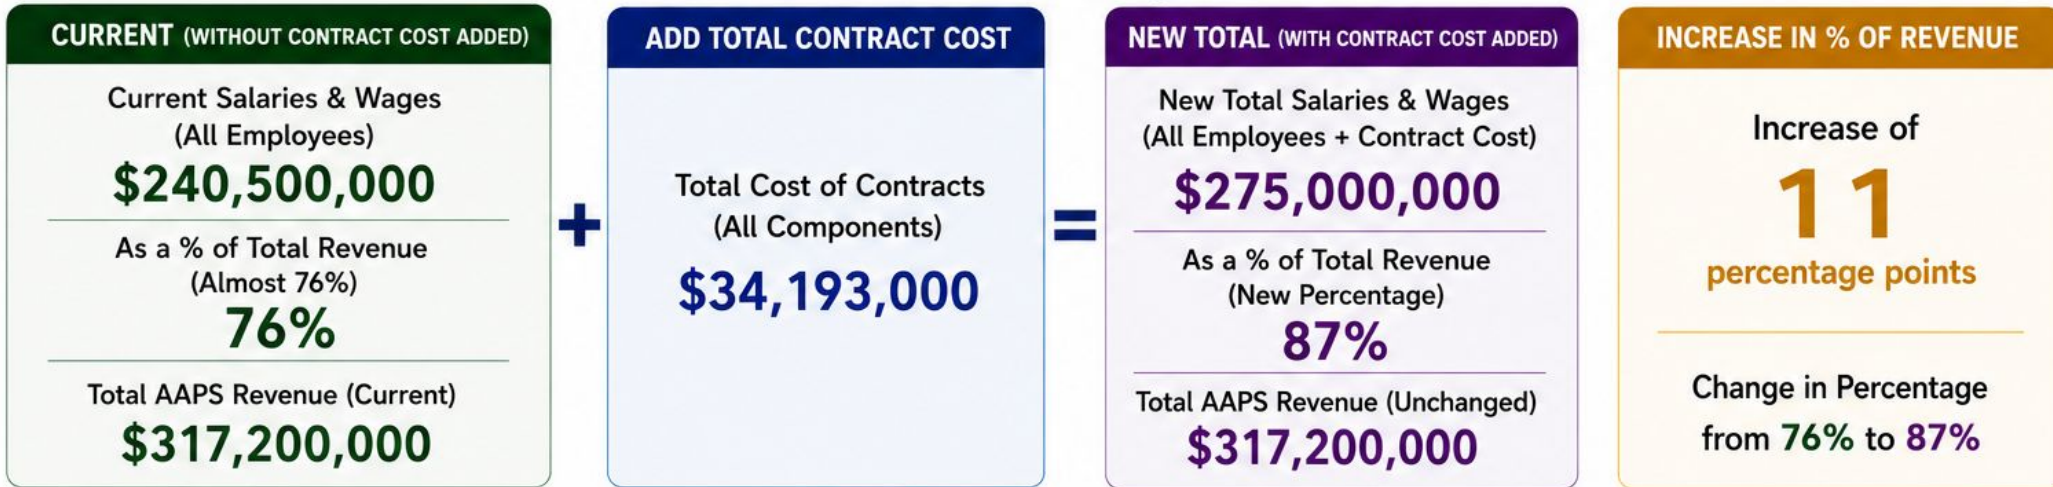 CURRENT (WITHOUT CONTRACT COST ADDED)
Current Salaries & Wages
(All Employees)
$240,500,000
As a % of Total Revenue
(Almost 76%)
76%
Total AAPS Revenue (Current)
$317,200,000
+
ADD TOTAL CONTRACT COST
Total Cost of Contracts
(All Components)
$34,193,000
=
NEW TOTAL (WITH CONTRACT COST ADDED)
New Total Salaries & Wages
(All Employees + Contract Cost)
$275,000,000
As a % of Total Revenue
(New Percentage)
87%
Total AAPS Revenue (Unchanged)
$317,200,000
INCREASE IN % OF REVENUE
Increase of
11
percentage points
Change in Percentage
from 76% to 87%